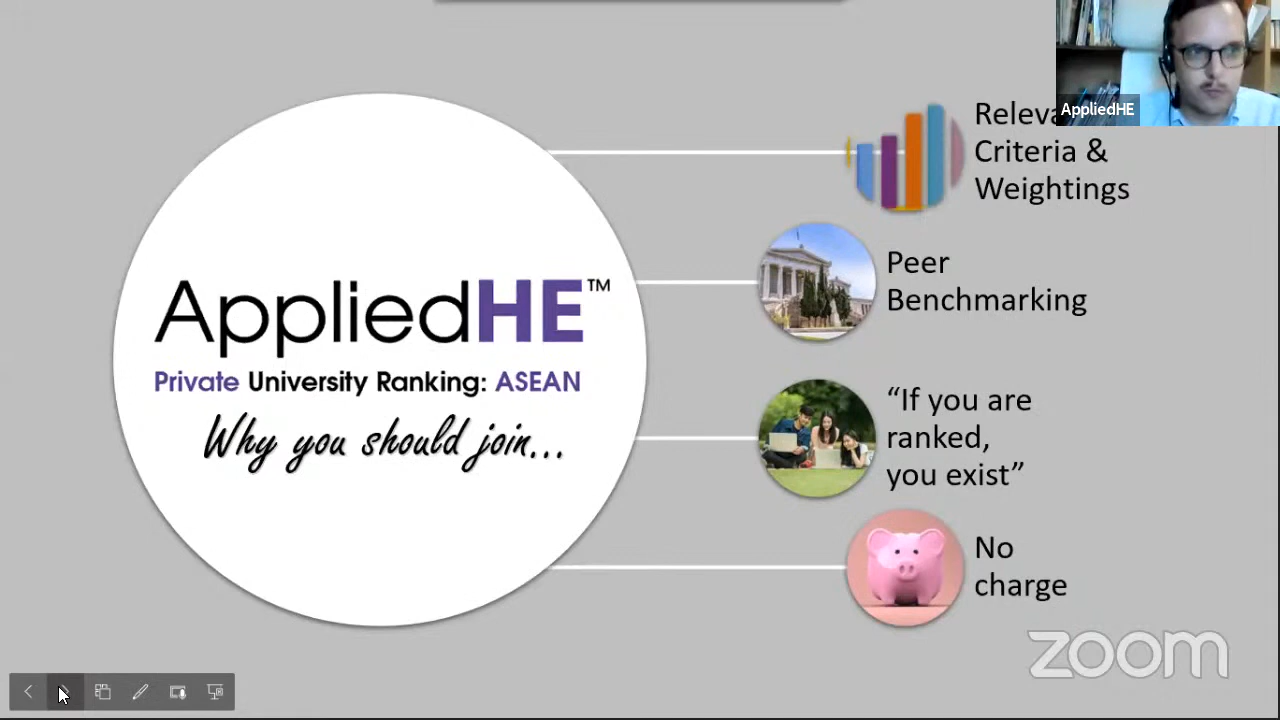 AppliedHE™
Private University Ranking: ASEAN
Why you should join...
AppliedHE
Criteria &
Weightings
Peer
Benchmarking
“If you are
ranked,
you exist”
No
charge
zoom